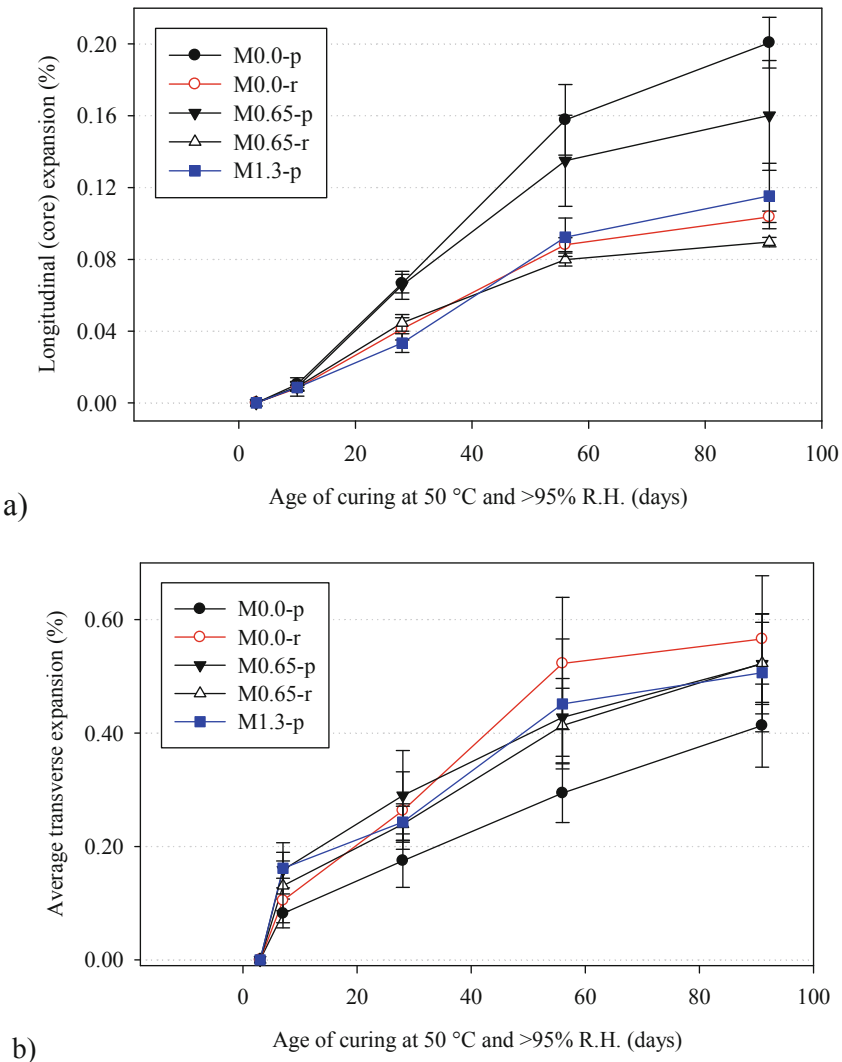 0.20
0.16
0.12
0.08
0.04
0.00
Longitudinal (core) expansion (%)
M0.0-p
M0.0-r
M0.65-p
M0.65-r
M1.3-p
0 20 40 60 80 100
Age of curing at 50 °C and >95% R.H. (days)
a)
0.60
0.40
0.20
0.00
Average transverse expansion (%)
M0.0-p
M0.0-r
M0.65-p
M0.65-r
M1.3-p
0 20 40 60 80 100
Age of curing at 50 °C and >95% R.H. (days)
b)